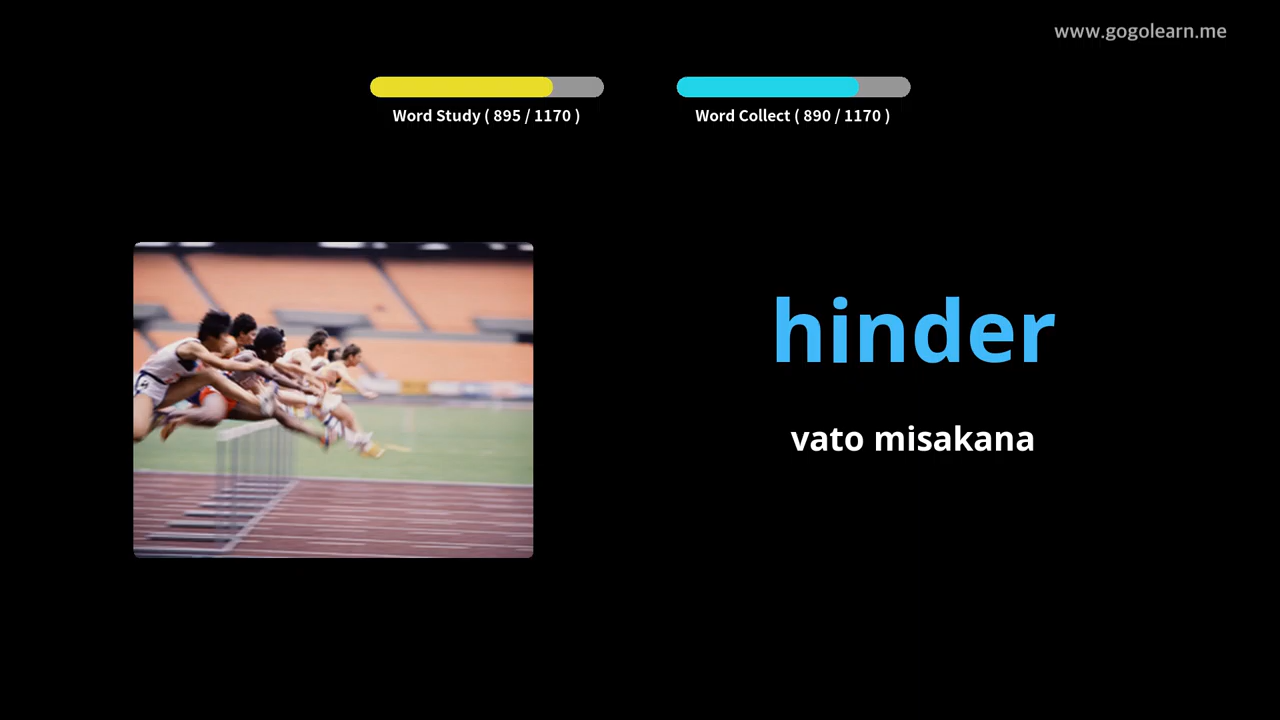 www.gogolearn.me
Word Study ( 895 / 1170 )
Word Collect ( 890 / 1170 )
hinder
vato misakana